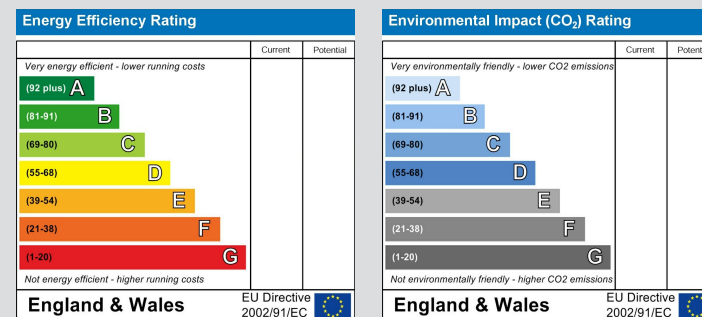 Energy Efficiency Rating
Current Potential
Very energy efficient - lower running costs
(92 plus) A
(81-91) B
(69-80) C
(55-68) D
(39-54) E
(21-38) F
(1-20) G
Not energy efficient - higher running costs
England & Wales
EU Directive
2002/91/EC
Environmental Impact (CO₂) Rating
Current Potent
Very environmentally friendly - lower CO2 emissions
(92 plus) A
(81-91) B
(69-80) C
(55-68) D
(39-54) E
(21-38) F
(1-20) G
Not environmentally friendly - higher CO2 emissions
England & Wales
EU Directive
2002/91/EC